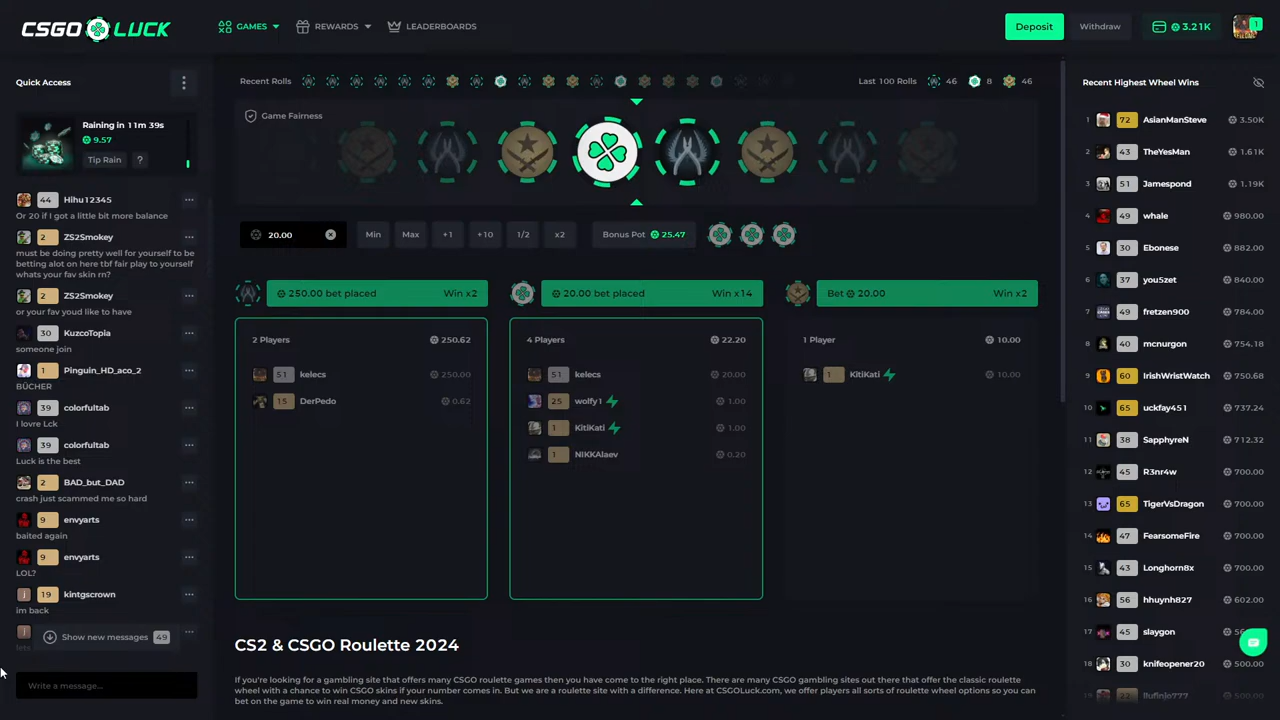 CSGO LUCK
GAMES
REWARDS
LEADERBOARDS
Deposit
Withdraw
3.21K
1
Quick Access
Raining in 11m 39s
9.57
Tip Rain
?
44 Hihu12345
Or 20 if I got a little bit more balance
2 ZS2Smokey
must be doing pretty well for yourself to be
betting alot on here tbf fair play to yourself
whats your fav skin rn?
2 ZS2Smokey
or your fav youd like to have
30 KuzcoTopia
someone join
1 Pinguin_HD_aco_2
BÜCHER
39 colorfultab
I lovre Lck
39 colorfultab
Luck is the best
2 BAD_but_DAD
crash just scammed me so hard
9 envyarts
baited again
9 envyarts
LOL?
19 kintgscrown
im back
Show new messages 49
lets
Write a message...
Recent Rolls
Last 100 Rolls 46 8 46
Game Fairness
20.00
Min
Max
+1
+10
1/2
x2
Bonus Pot 25.47
250.00 bet placed Win x2
2 Players 250.62
51 kelecs 250.00
15 DerPedo 0.62
20.00 bet placed Win x14
4 Players 22.20
51 kelecs 20.00
25 wolfy1 1.00
1 KitiKati 1.00
1 NIKKAlaev 0.20
Bet 20.00 Win x2
1 Player 10.00
1 KitiKati 10.00
CS2 & CSGO Roulette 2024
If you're looking for a gambling site that offers many CSGO roulette games then you have come to the right place. There are many CSGO gambling sites out there that offer the classic roulette
wheel with a chance to win CSGO skins if your number comes in. But we are a roulette site with a difference. Here at CSGOLuck.com, we offer players all sorts of roulette wheel options so you can
bet on the game to win real money and new skins.
Recent Highest Wheel Wins
1 72 AsianManSteve 3.50K
2 43 TheYesMan 1.61K
3 51 Jamespond 1.19K
4 49 whale 980.00
5 30 Ebonese 882.00
6 37 you5zet 840.00
7 49 fretzen900 784.00
8 40 mcnurgon 754.18
9 60 IrishWristWatch 750.68
10 65 uckfay451 737.24
11 38 SapphyreN 712.32
12 45 R3nr4w 700.00
13 65 TigerVsDragon 700.00
14 47 FearsomeFire 700.00
15 43 Longhorn8x 700.00
16 56 hhuynh827 602.00
17 45 slaygon
18 30 knifeopener20 500.00
19 22 500.00